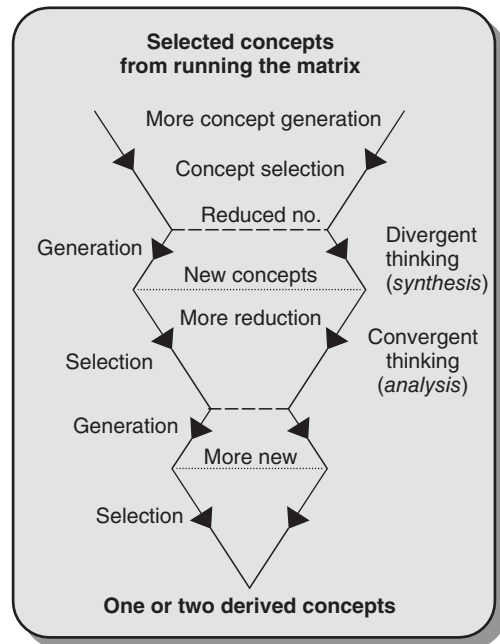 Selected concepts
from running the matrix
More concept generation
Concept selection
Reduced no.
Generation
Divergent
thinking
(synthesis)
New concepts
More reduction
Selection
Convergent
thinking
(analysis)
Generation
More new
Selection
One or two derived concepts